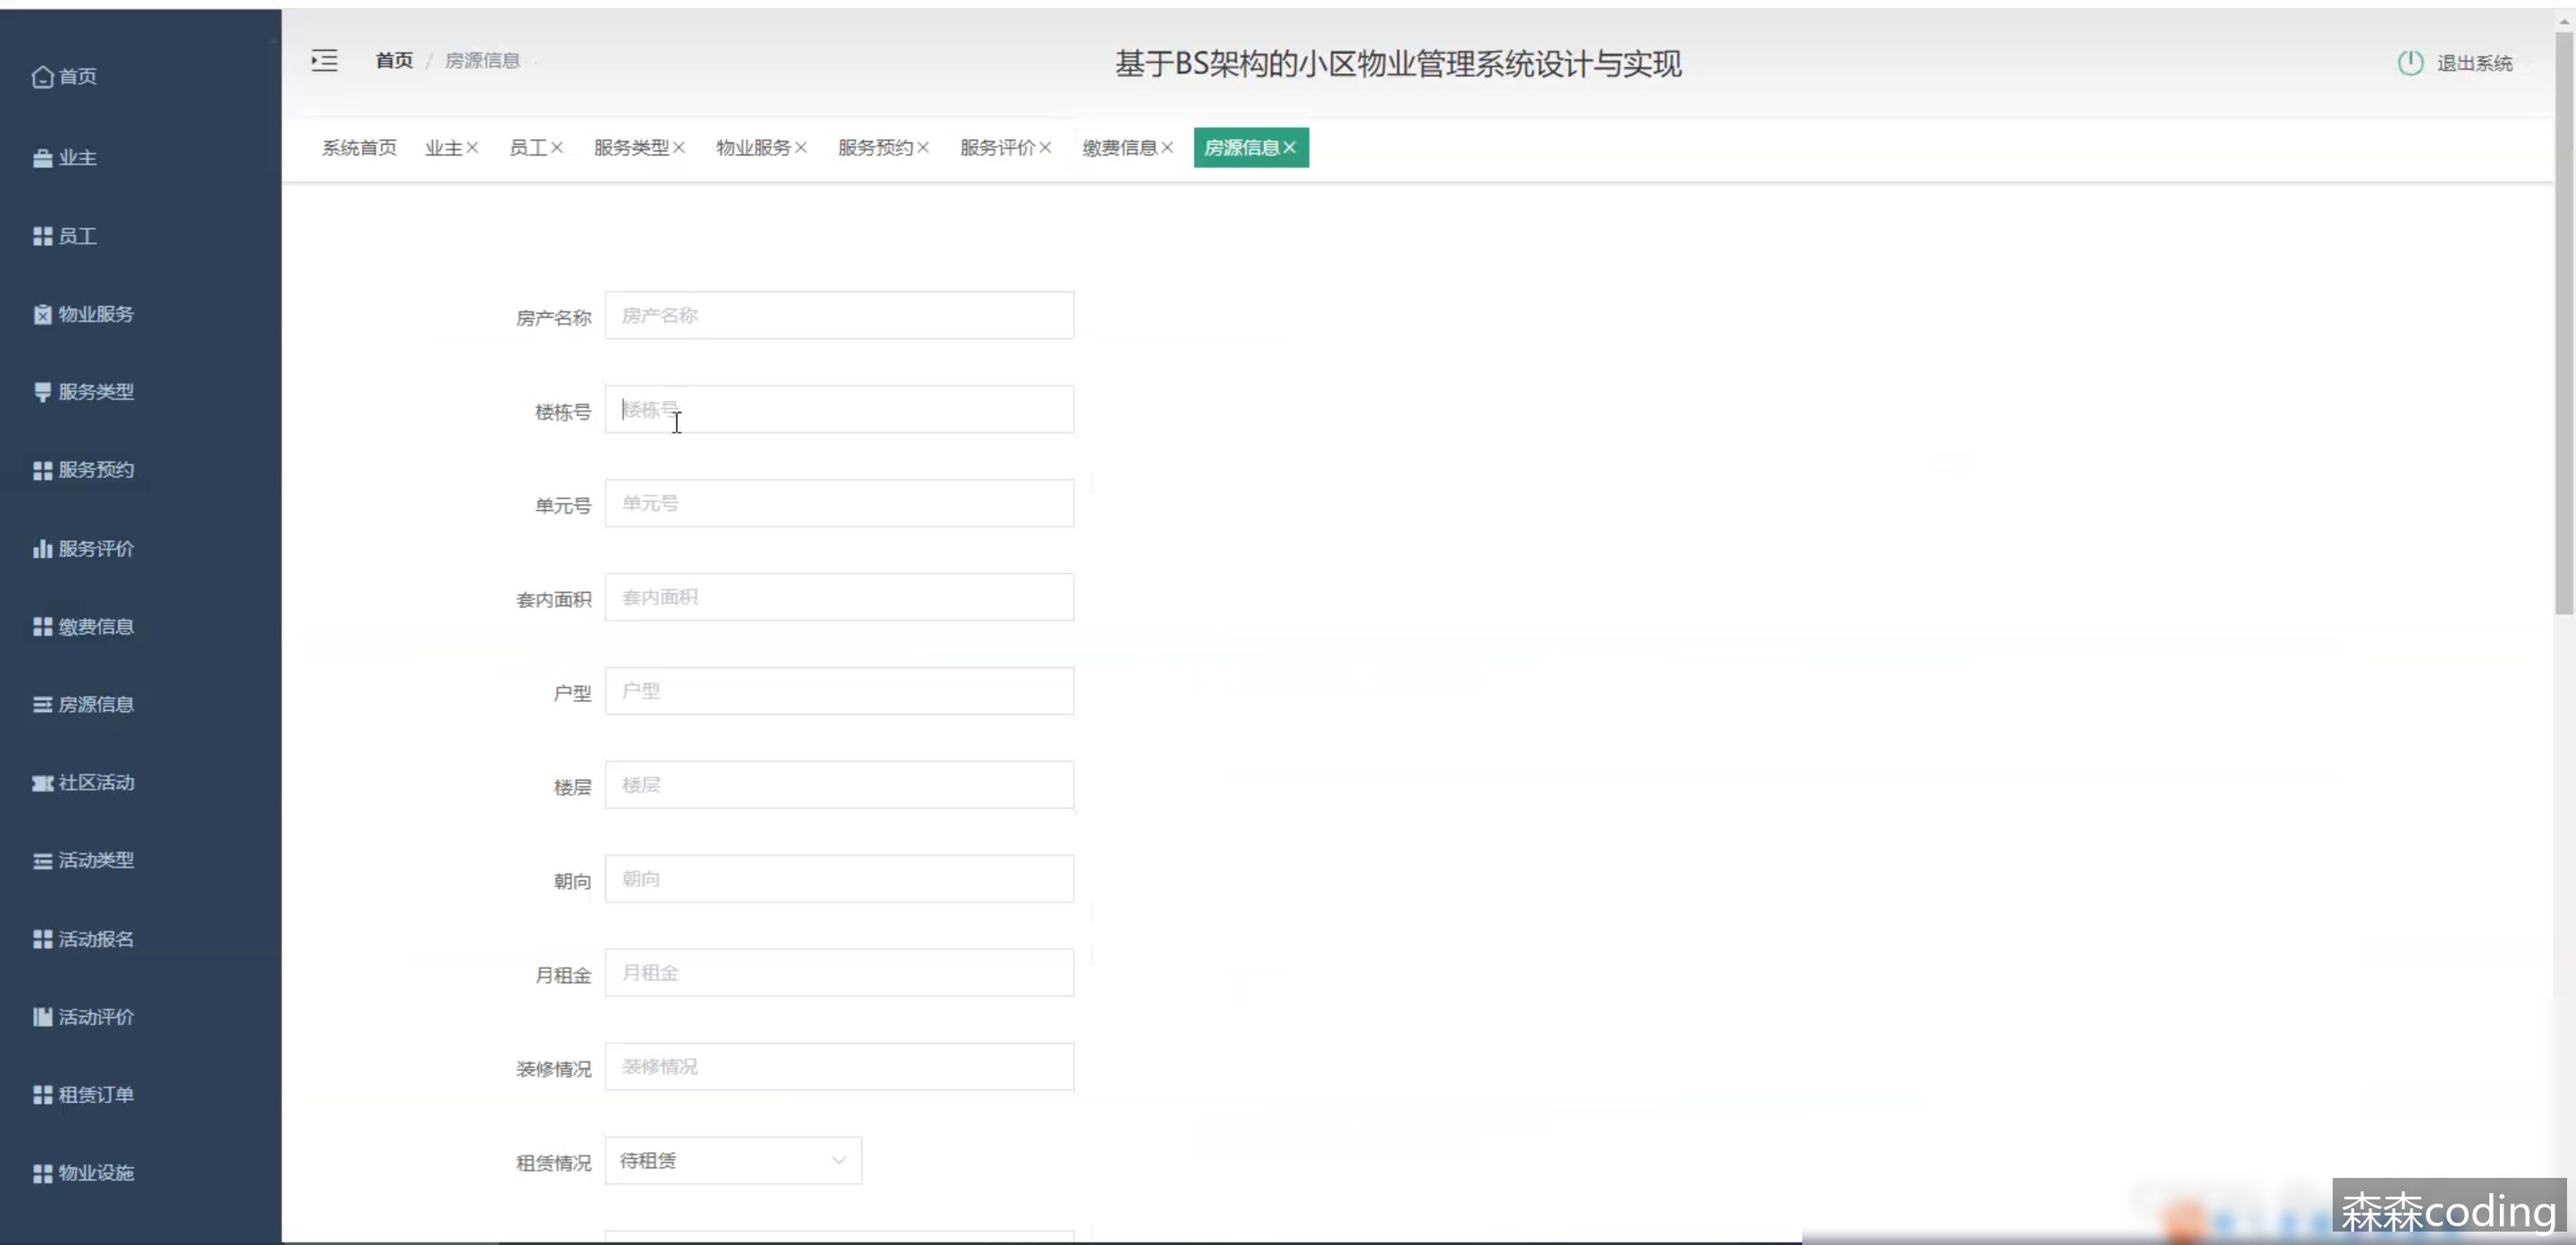 首页 / 房源信息
基于BS架构的小区物业管理系统设计与实现
退出系统
系统首页 业主× 员工× 服务类型× 物业服务× 服务预约× 服务评价× 缴费信息× 房源信息×
首页
业主
员工
物业服务
服务类型
服务预约
服务评价
缴费信息
房源信息
社区活动
活动类型
活动报名
活动评价
租赁订单
物业设施
房产名称 房产名称
楼栋号 楼栋号
单元号 单元号
套内面积 套内面积
户型 户型
楼层 楼层
朝向 朝向
月租金 月租金
装修情况 装修情况
租赁情况 待租赁
森森coding